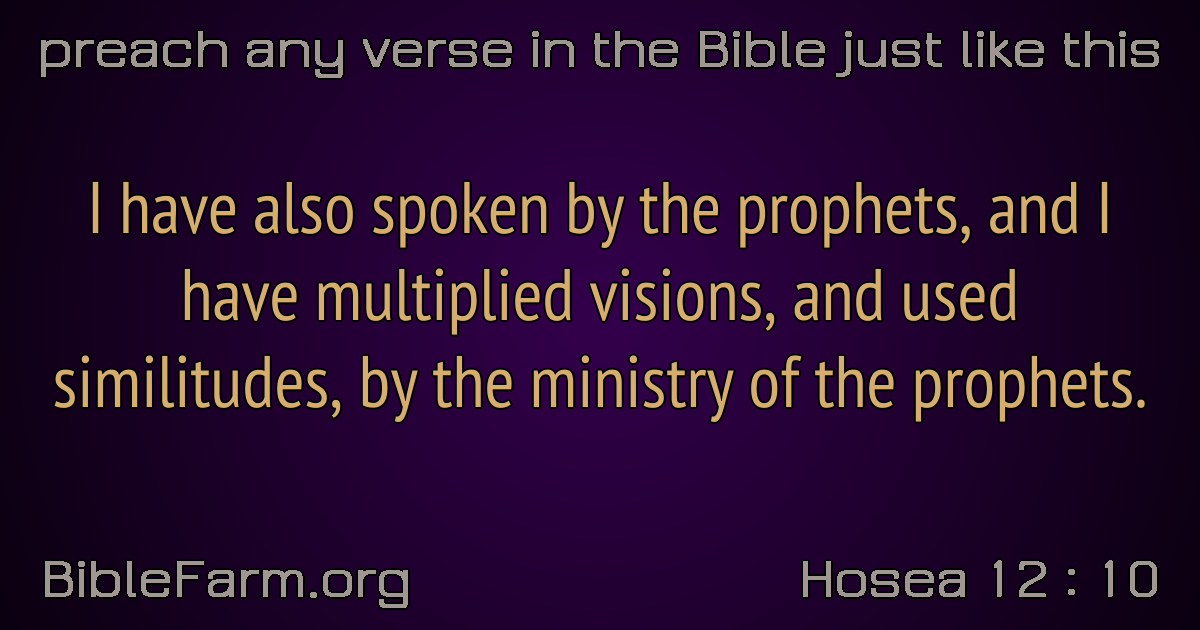 preach any verse in the Bible just like this
I have also spoken by the prophets, and I
have multiplied visions, and used
similitudes, by the ministry of the prophets.
BibleFarm.org
Hosea 12 : 10